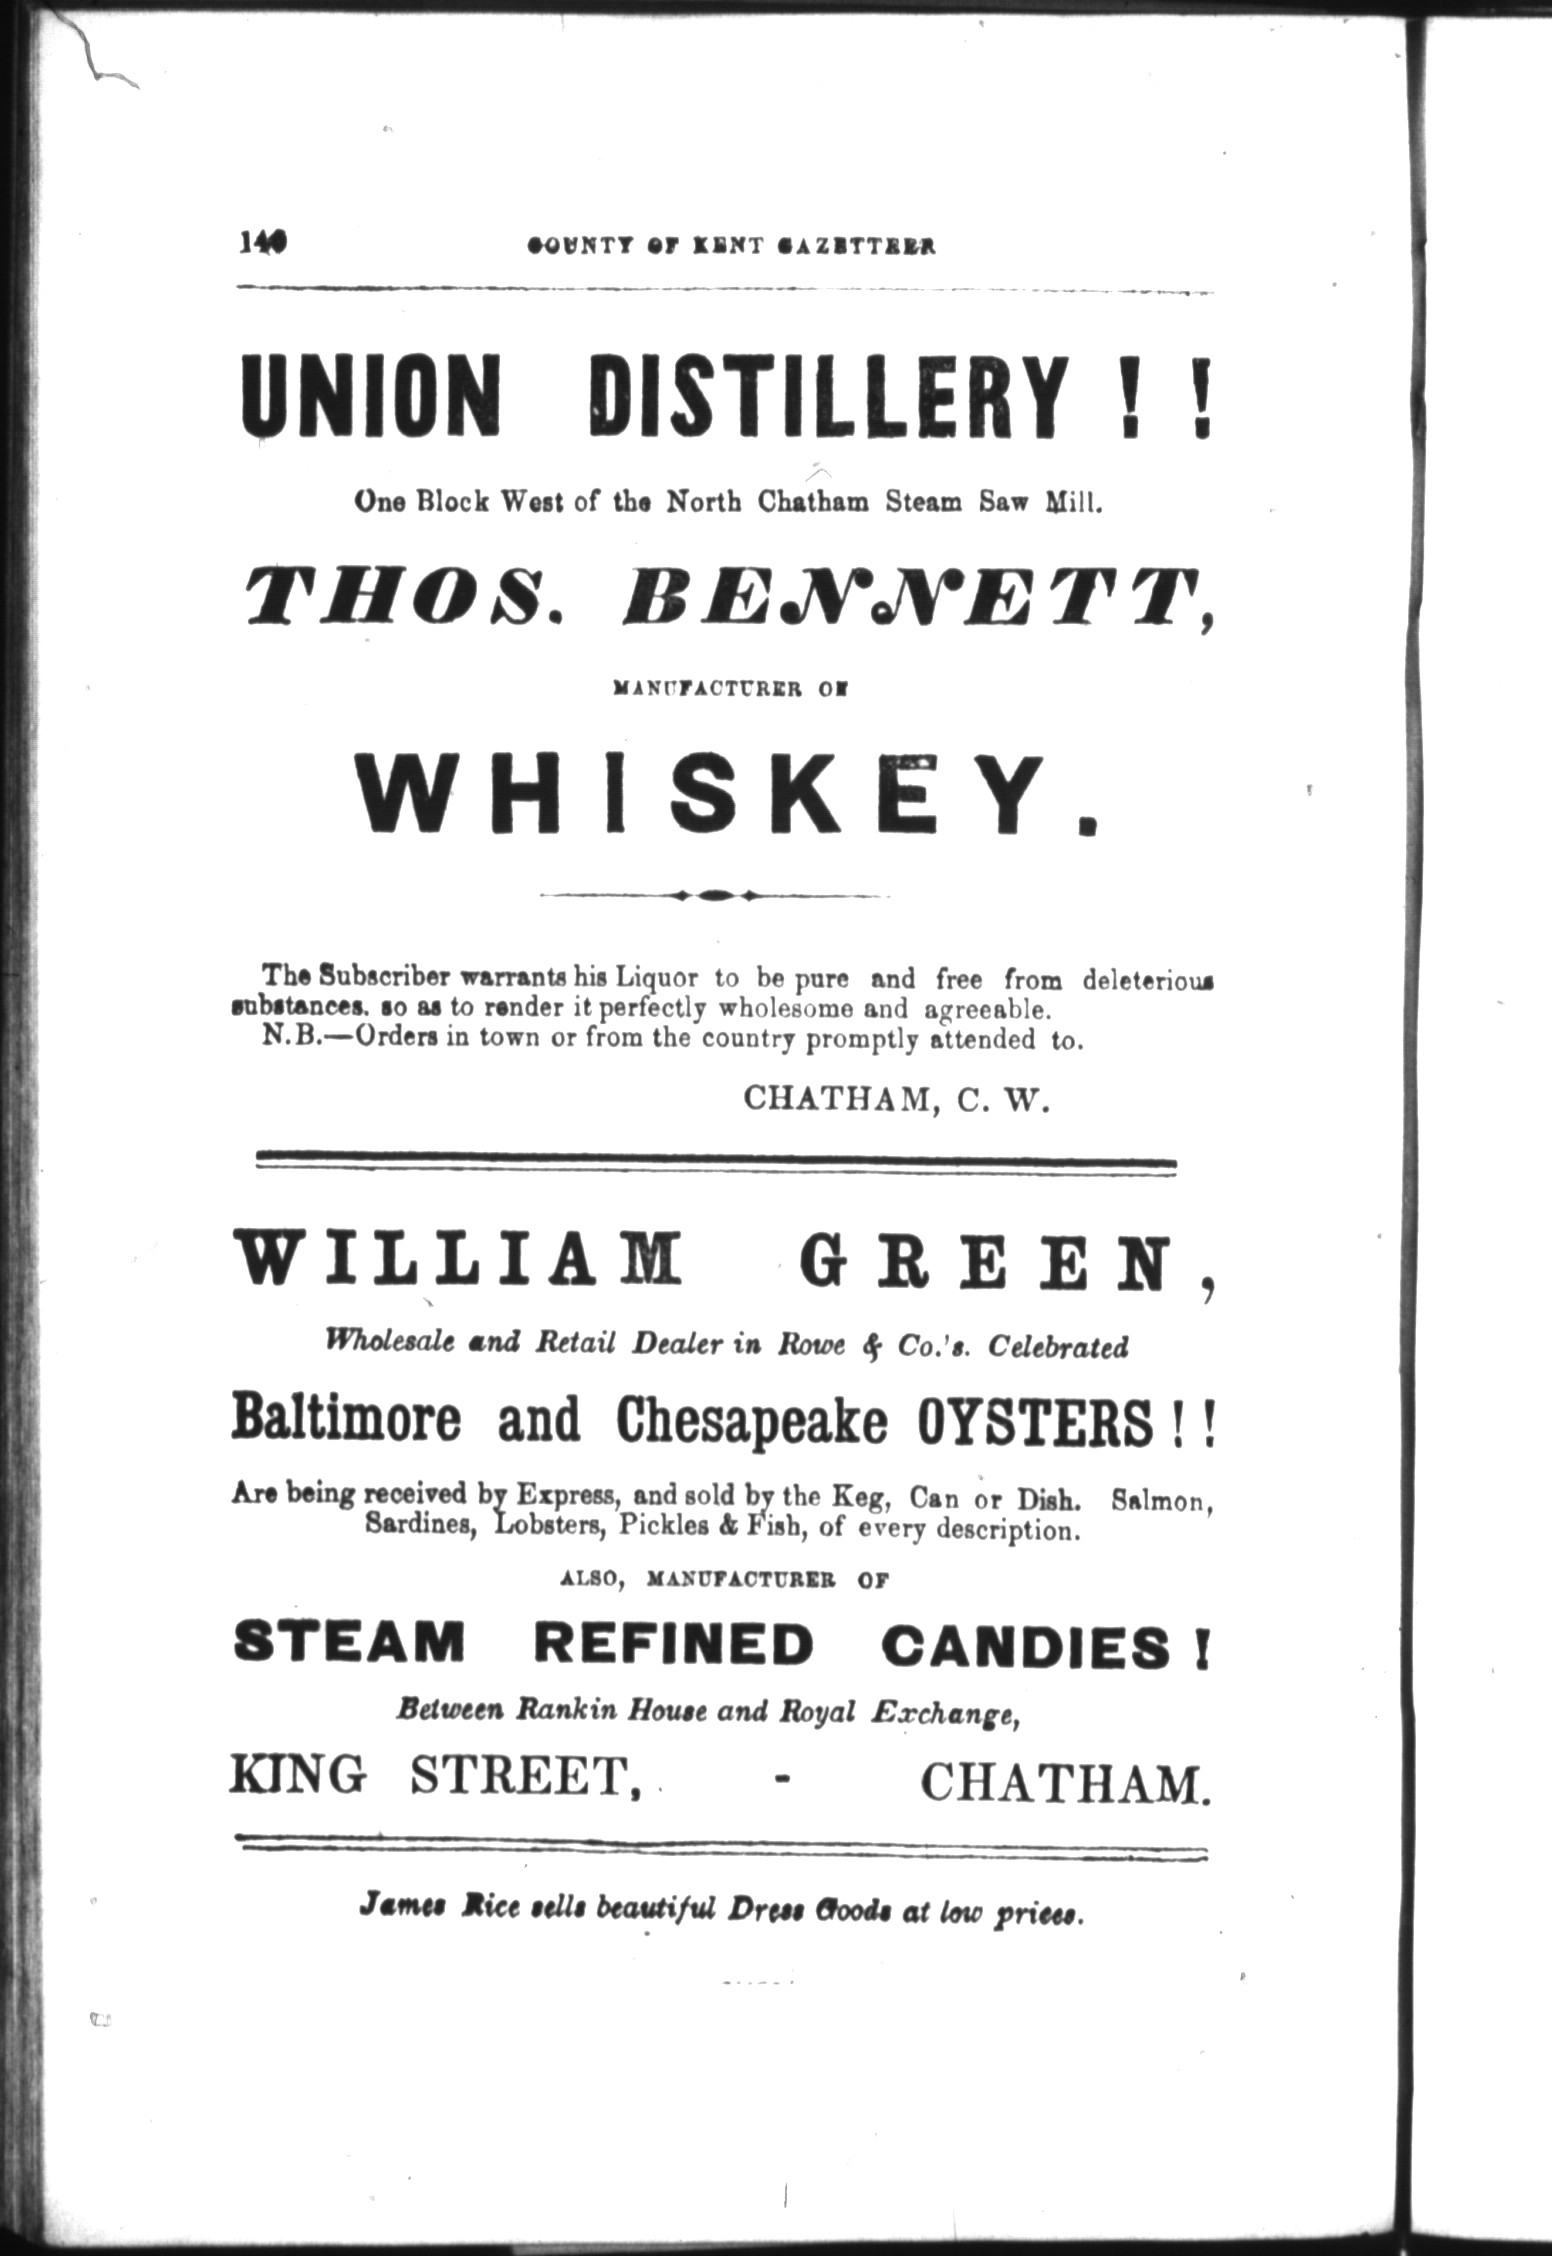 140 COUNTY OF KENT GAZETTEER
UNION DISTILLERY ! !
One Block West of the North Chatham Steam Saw Mill.
THOS. BENNETT,
MANUFACTURER OF
WHISKEY.
The Subscriber warrants his Liquor to be pure and free from deleterious
substances. so as to render it perfectly wholesome and agreeable.
N.B.—Orders in town or from the country promptly attended to.
CHATHAM, C. W.
WILLIAM GREEN,
Wholesale and Retail Dealer in Rowe & Co.'s. Celebrated
Baltimore and Chesapeake OYSTERS ! !
Are being received by Express, and sold by the Keg, Can or Dish. Salmon,
Sardines, Lobsters, Pickles & Fish, of every description.
ALSO, MANUFACTURER OF
STEAM REFINED CANDIES !
Between Rankin House and Royal Exchange,
KING STREET, - CHATHAM.
James Rice sells beautiful Dress Goods at low prices.